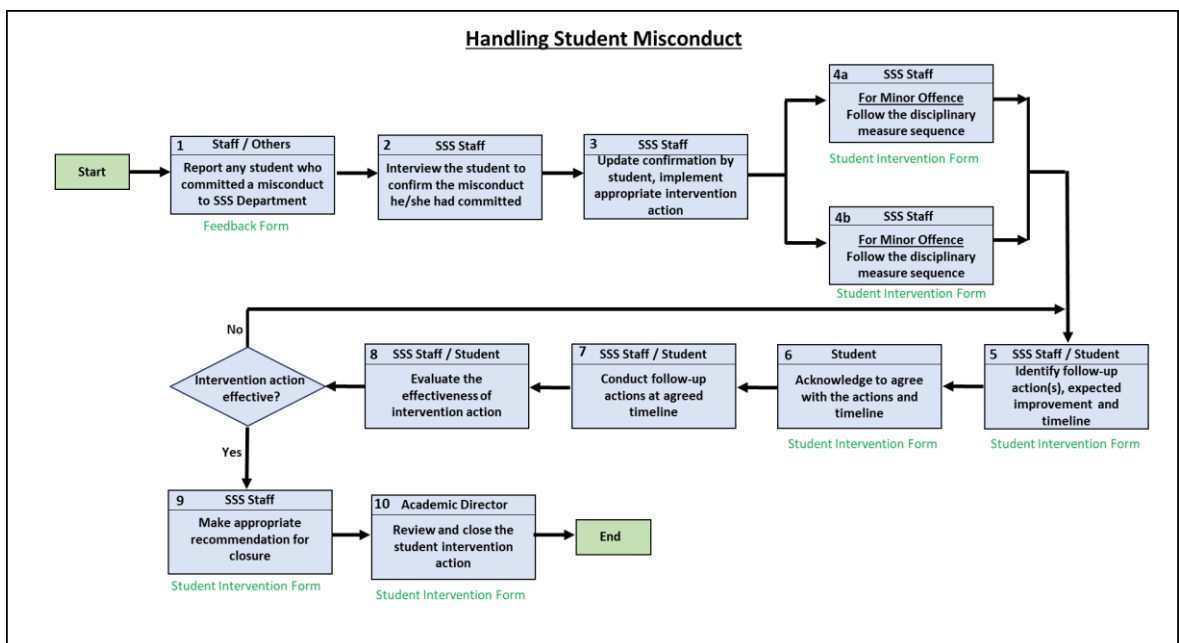 Handling Student Misconduct
Start
1 Staff / Others
Report any student who
committed a misconduct
to SSS Department
Feedback Form
2 SSS Staff
Interview the student to
confirm the misconduct
he/she had committed
3 SSS Staff
Update confirmation by
student, implement
appropriate intervention
action
4a SSS Staff
For Minor Offence
Follow the disciplinary
measure sequence
Student Intervention Form
4b SSS Staff
For Minor Offence
Follow the disciplinary
measure sequence
Student Intervention Form
5 SSS Staff / Student
Identify follow-up
action(s), expected
improvement and
timeline
Student Intervention Form
6 Student
Acknowledge to agree
with the actions and
timeline
Student Intervention Form
7 SSS Staff / Student
Conduct follow-up
actions at agreed
timeline
8 SSS Staff / Student
Evaluate the
effectiveness of
intervention action
Intervention action
effective?
No
Yes
9 SSS Staff
Make appropriate
recommendation for
closure
Student Intervention Form
10 Academic Director
Review and close the
student intervention
action
Student Intervention Form
End